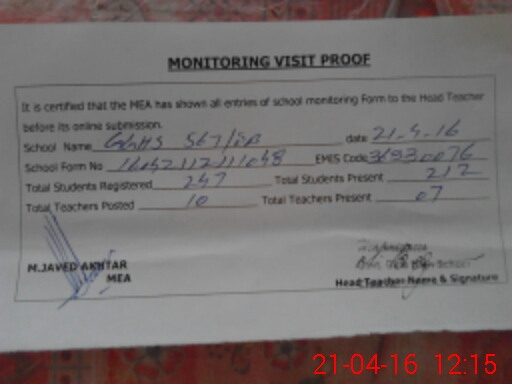 MONITORING VISIT PROOF
It is certified that the MEA has shown all entries of school monitoring Form to the Head Teacher
before its online submission.
School Name GGHS 567/EB date 21-4-16
School Form No EMIS Code 36930076
Total Students Registered 247 Total Students Present 212
Total Teachers Posted 10 Total Teachers Present 07
M.JAVED AKHTAR
MEA
Head Teacher Name & Signature
21-04-16 12:15